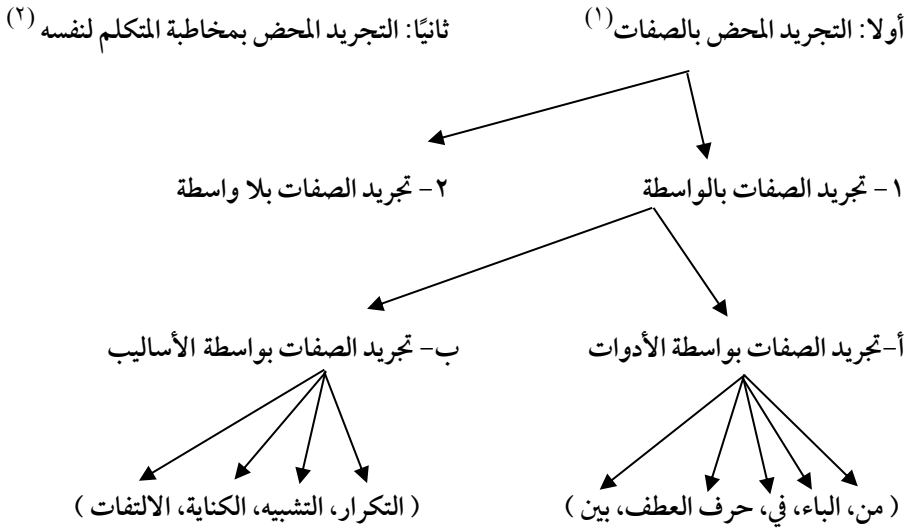 أولا: التجريد المحض بالصفات (١)
ثانيًا: التجريد المحض بمخاطبة المتكلم لنفسه (٢)
١- تجريد الصفات بالواسطة
٢- تجريد الصفات بلا واسطة
أ-تجريد الصفات بواسطة الأدوات
ب- تجريد الصفات بواسطة الأساليب
( من، الباء، في، حرف العطف، بين )
( التكرار، التشبيه، الكناية، الالتفات )